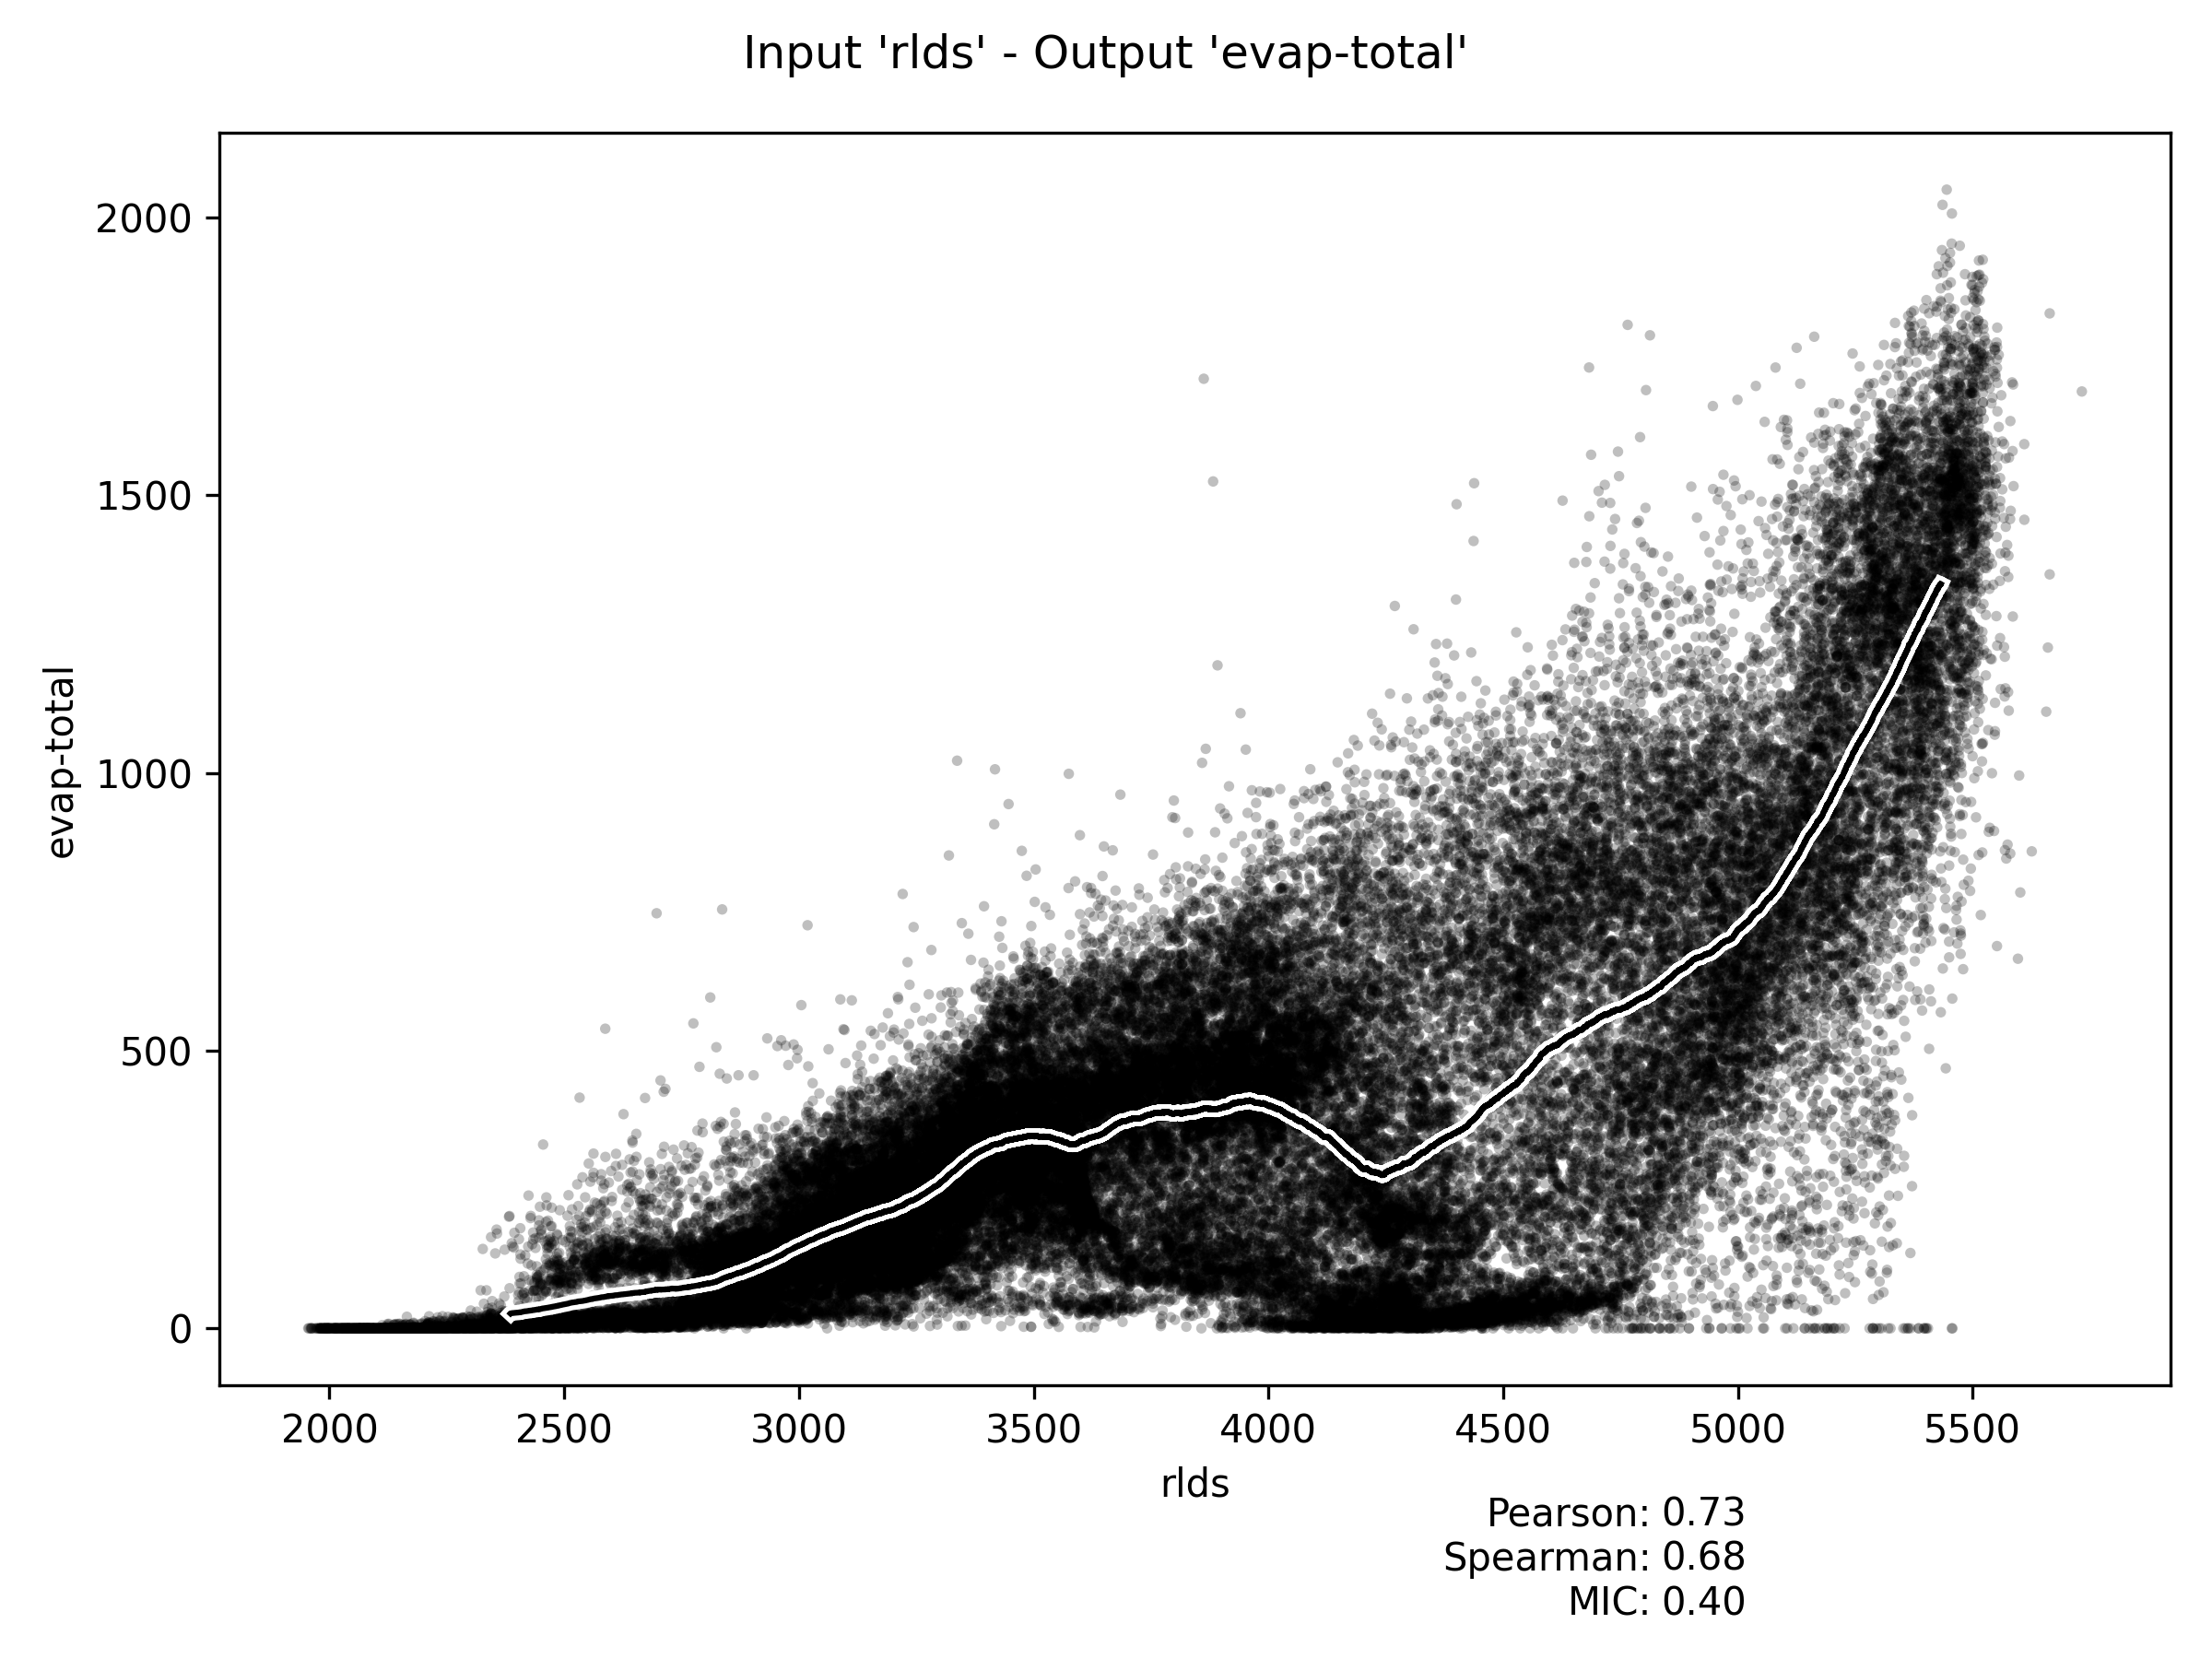 Input 'rlds' - Output 'evap-total'
2000
1500
1000
500
0
evap-total
2000 2500 3000 3500 4000 4500 5000 5500
rlds
Pearson: 0.73
Spearman: 0.68
MIC: 0.40